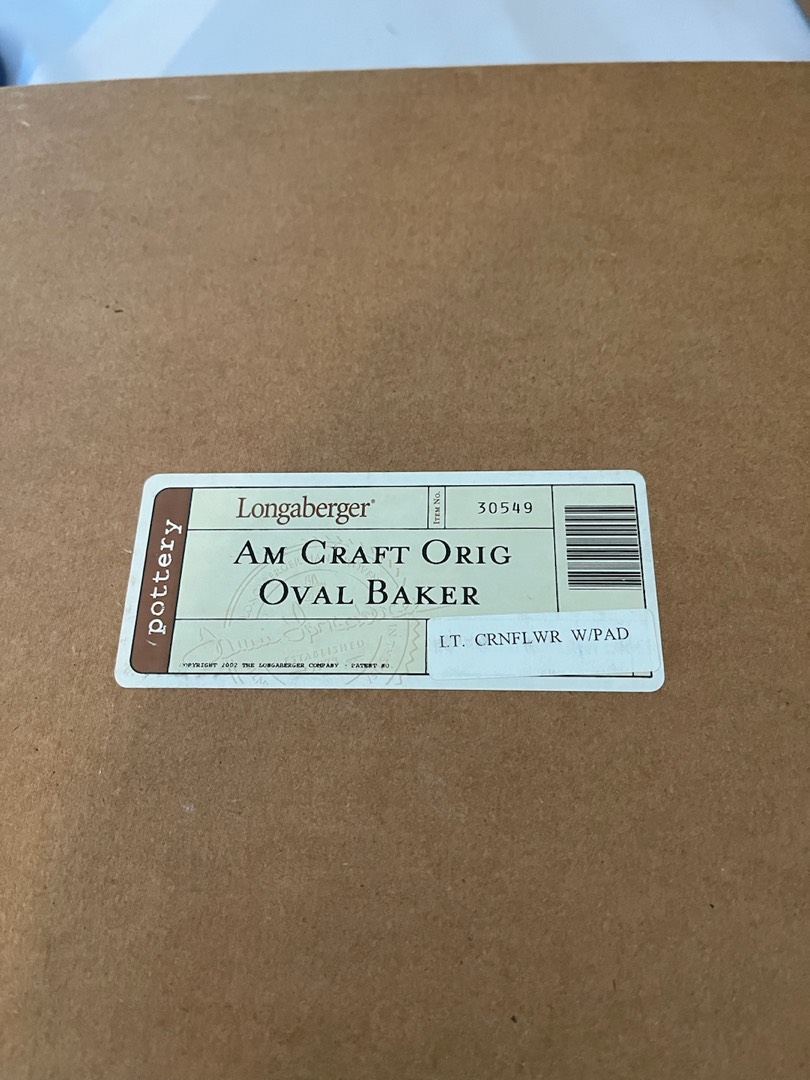 pottery
Longaberger®
ITEM NO.
30549
AM CRAFT ORIG
OVAL BAKER
LT. CRNFLWR W/PAD
ESTABLISHED
COPYRIGHT 2002 THE LONGABERGER COMPANY · PATENT NO.